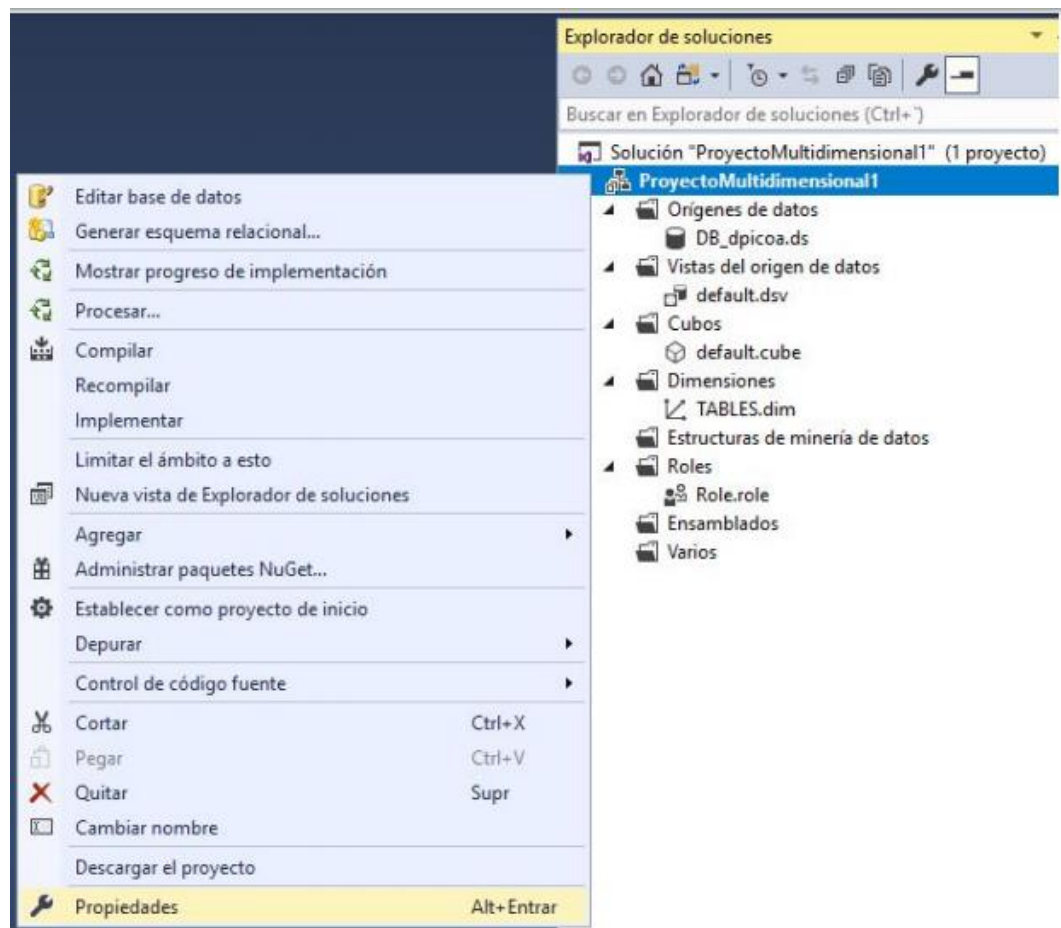 Explorador de soluciones
Buscar en Explorador de soluciones (Ctrl+`)
Solución "ProyectoMultidimensional1" (1 proyecto)
ProyectoMultidimensional1
Orígenes de datos
DB_dpicoa.ds
Vistas del origen de datos
default.dsv
Cubos
default.cube
Dimensiones
TABLES.dim
Estructuras de minería de datos
Roles
Role.role
Ensamblados
Varios
Editar base de datos
Generar esquema relacional...
Mostrar progreso de implementación
Procesar...
Compilar
Recompilar
Implementar
Limitar el ámbito a esto
Nueva vista de Explorador de soluciones
Agregar
Administrar paquetes NuGet...
Establecer como proyecto de inicio
Depurar
Control de código fuente
Cortar Ctrl+X
Pegar Ctrl+V
Quitar Supr
Cambiar nombre
Descargar el proyecto
Propiedades Alt+Entrar